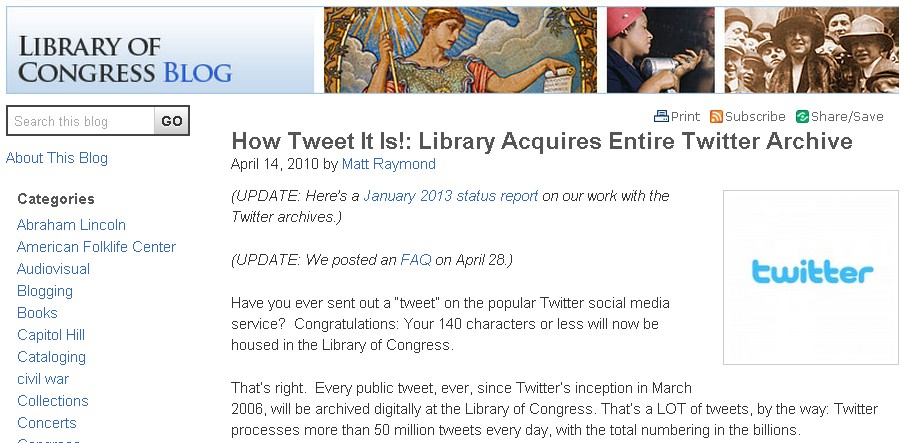 LIBRARY OF
CONGRESS BLOG
Search this blog GO
About This Blog
Categories
Abraham Lincoln
American Folklife Center
Audiovisual
Blogging
Books
Capitol Hill
Cataloging
civil war
Collections
Concerts
Print Subscribe Share/Save
How Tweet It Is!: Library Acquires Entire Twitter Archive
April 14, 2010 by Matt Raymond
(UPDATE: Here's a January 2013 status report on our work with the
Twitter archives.)
(UPDATE: We posted an FAQ on April 28.)
Have you ever sent out a "tweet" on the popular Twitter social media
service? Congratulations: Your 140 characters or less will now be
housed in the Library of Congress.
That's right. Every public tweet, ever, since Twitter's inception in March
2006, will be archived digitally at the Library of Congress. That's a LOT of tweets, by the way: Twitter
processes more than 50 million tweets every day, with the total numbering in the billions.
twitter